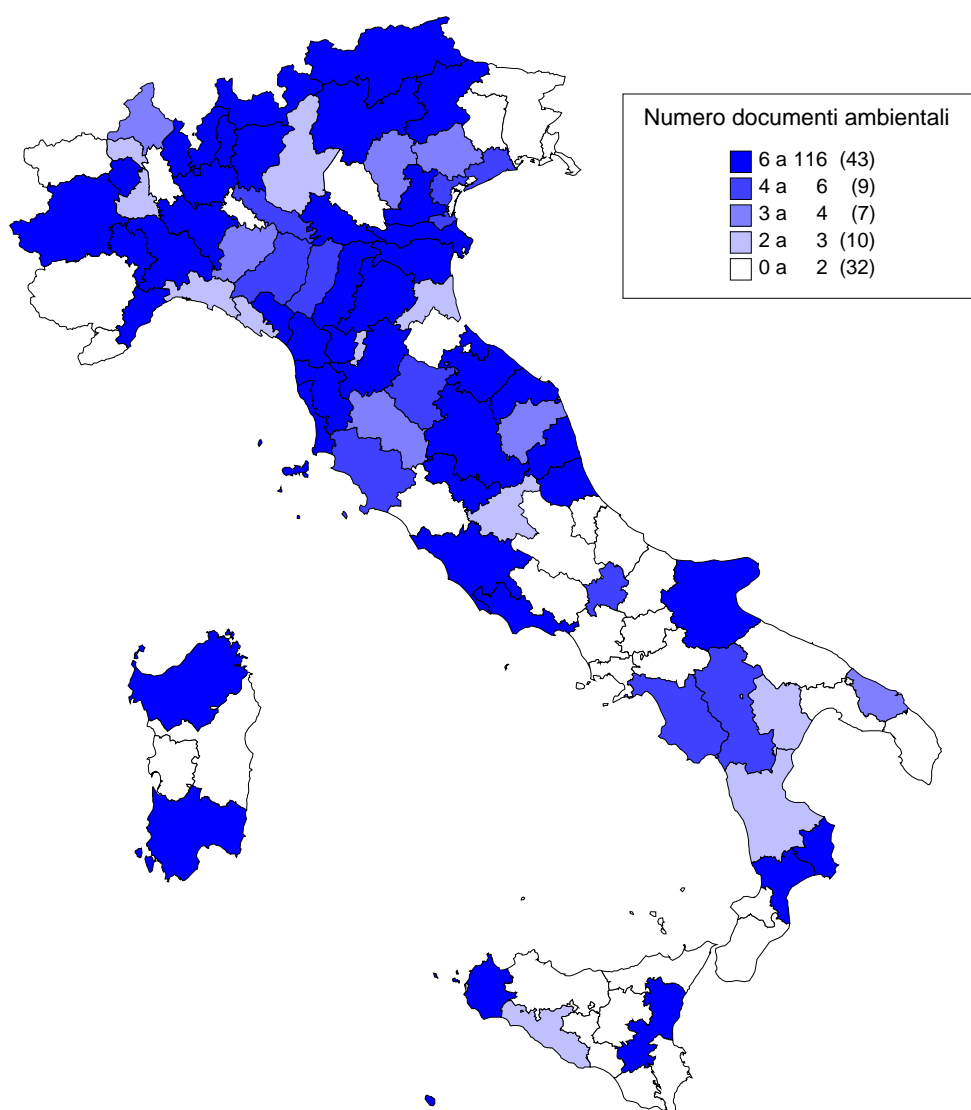 Numero documenti ambientali
6 a 116 (43)
4 a 6 (9)
3 a 4 (7)
2 a 3 (10)
0 a 2 (32)